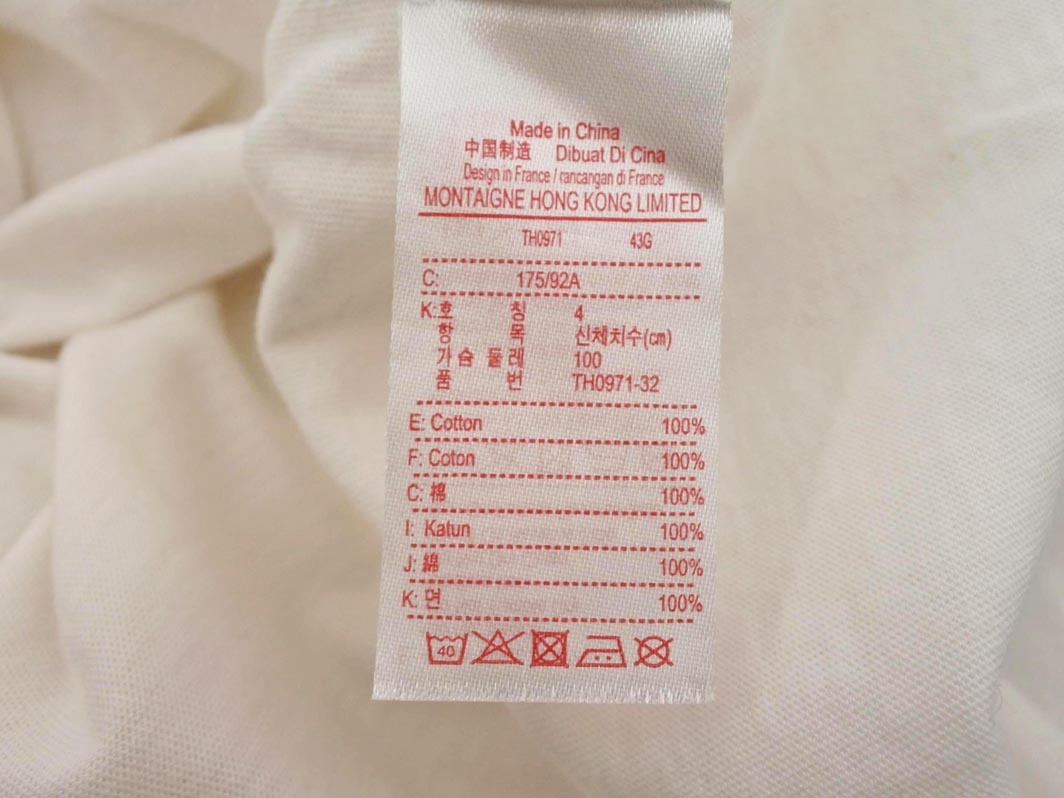 Made in China
中国制造 Dibuat Di Cina
Design in France / rancangan di France
MONTAIGNE HONG KONG LIMITED
TH0971 43G
C: 175/92A
K:호 칭 4
항 목 신체치수(㎝)
가슴 둘레 100
품 번 TH0971-32
E: Cotton 100%
F: Coton 100%
C: 棉 100%
I: Katun 100%
J: 綿 100%
K: 면 100%
40